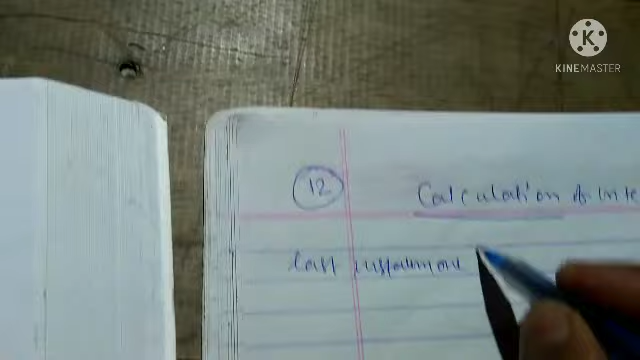 K
KINEMASTER
12
Calculation of Inte
last installment